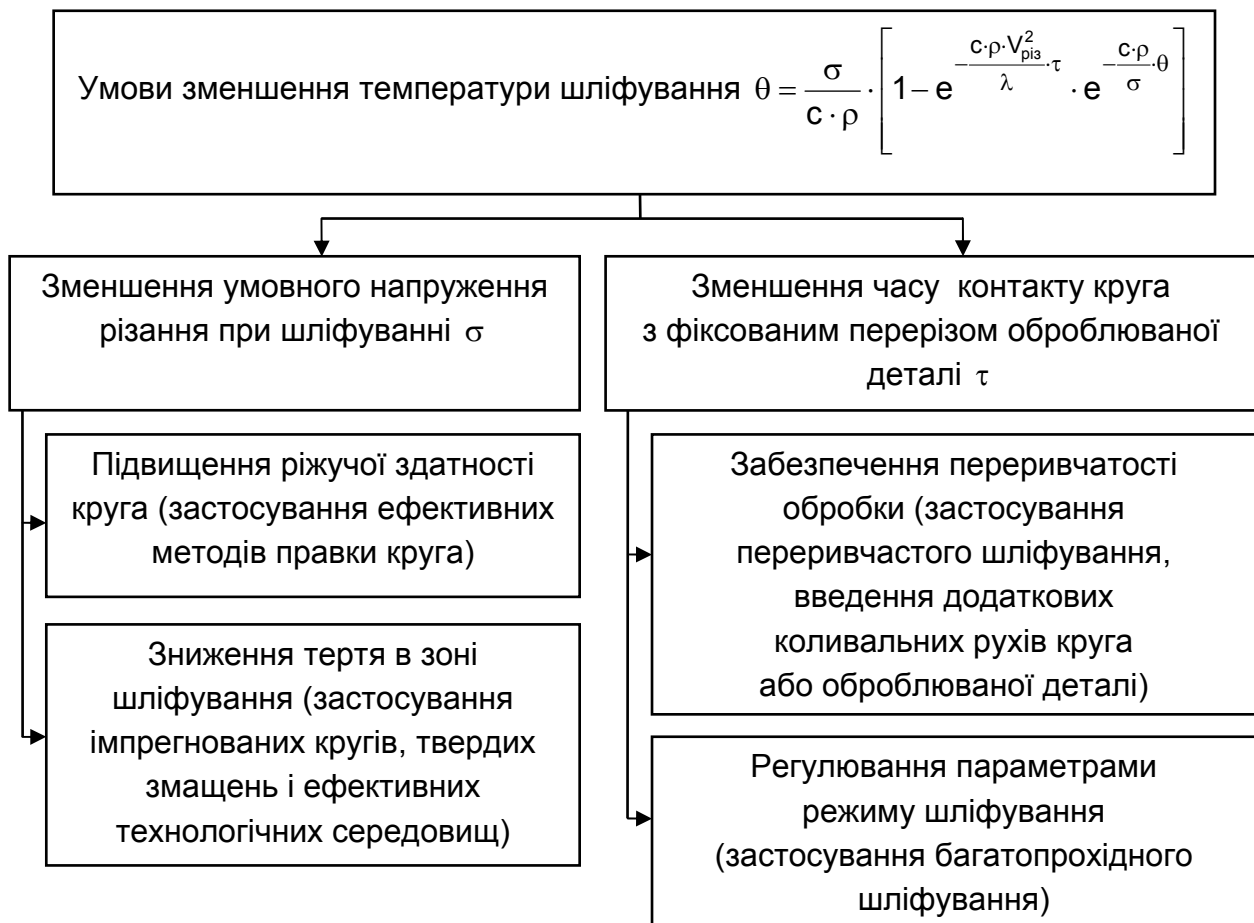 Умови зменшення температури шліфування θ = σ / (c · ρ) · [1 − e^(−(c·ρ·V²різ / λ)·τ) · e^(−(c·ρ / σ)·θ)]
Зменшення умовного напруження
різання при шліфуванні σ
Підвищення ріжучої здатності
круга (застосування ефективних
методів правки круга)
Зниження тертя в зоні
шліфування (застосування
імпрегнованих кругів, твердих
змащень і ефективних
технологічних середовищ)
Зменшення часу контакту круга
з фіксованим перерізом оброблюваної
деталі τ
Забезпечення переривчатості
обробки (застосування
переривчастого шліфування,
введення додаткових
коливальних рухів круга
або оброблюваної деталі)
Регулювання параметрами
режиму шліфування
(застосування багатопрохідного
шліфування)